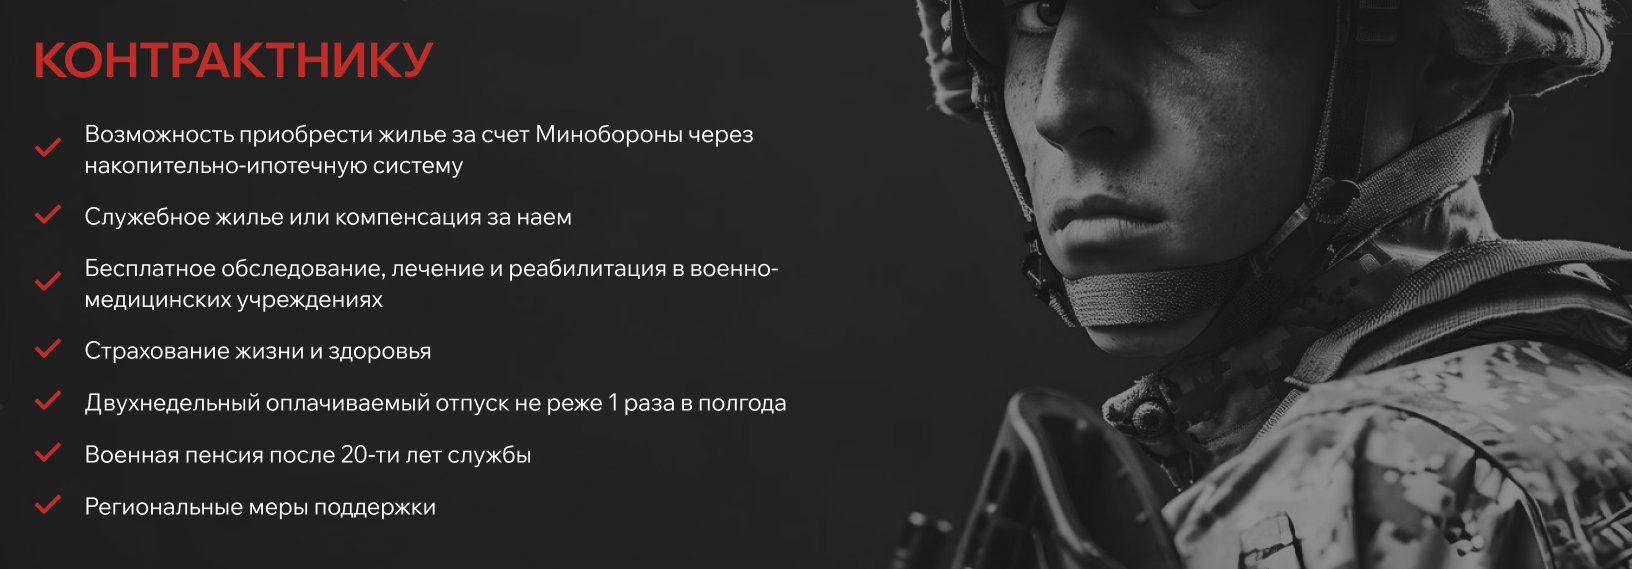 КОНТРАКТНИКУ
Возможность приобрести жилье за счет Минобороны через
накопительно-ипотечную систему
Служебное жилье или компенсация за наем
Бесплатное обследование, лечение и реабилитация в военно-
медицинских учреждениях
Страхование жизни и здоровья
Двухнедельный оплачиваемый отпуск не реже 1 раза в полгода
Военная пенсия после 20-ти лет службы
Региональные меры поддержки